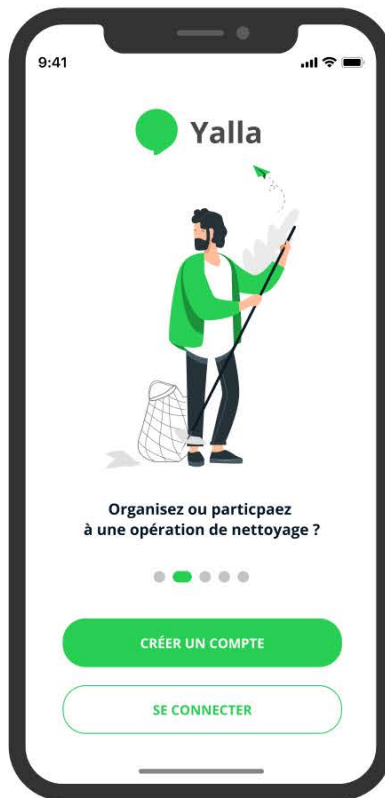 9:41
Yalla
Organisez ou particpaez
à une opération de nettoyage ?
CRÉER UN COMPTE
SE CONNECTER